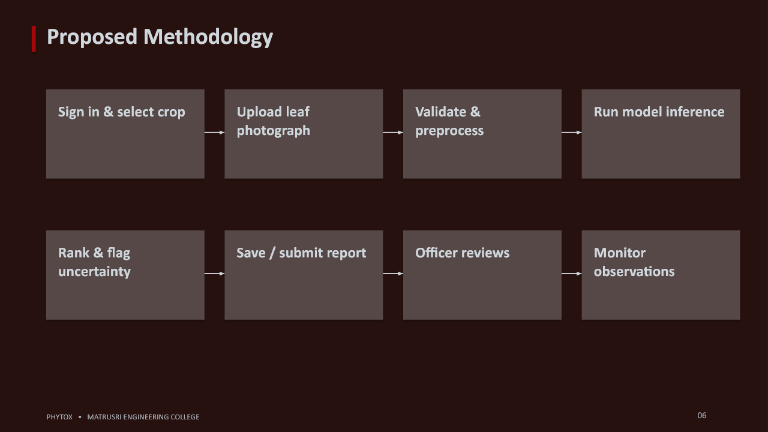 Proposed Methodology
Sign in & select crop
Upload leaf
photograph
Validate &
preprocess
Run model inference
Rank & flag
uncertainty
Save / submit report
Officer reviews
Monitor
observations
PHYTOX • MATRUSRI ENGINEERING COLLEGE
06